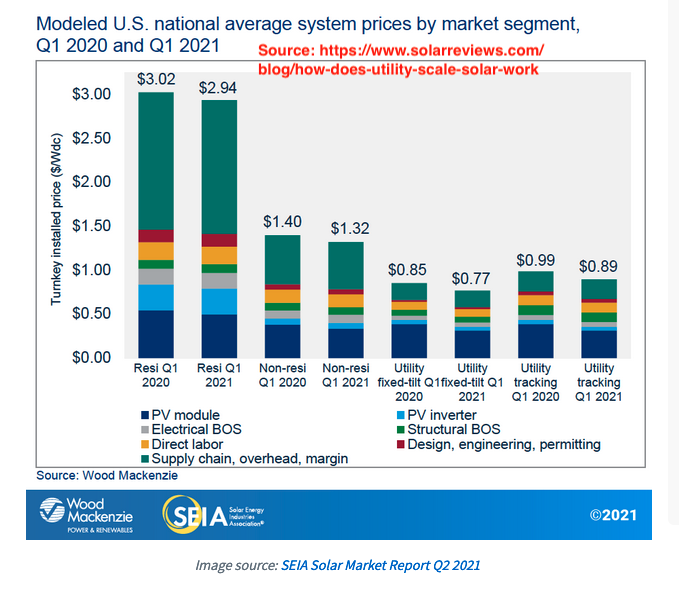 Modeled U.S. national average system prices by market segment,
Q1 2020 and Q1 2021
Source: https://www.solarreviews.com/
blog/how-does-utility-scale-solar-work
Turnkey installed price ($/Wdc)
$3.00
$2.50
$2.00
$1.50
$1.00
$0.50
$0.00
$3.02
$2.94
$1.40
$1.32
$0.85
$0.77
$0.99
$0.89
Resi Q1
2020
Resi Q1
2021
Non-resi
Q1 2020
Non-resi
Q1 2021
Utility
fixed-tilt Q1
2020
Utility
fixed-tilt Q1
2021
Utility
tracking
Q1 2020
Utility
tracking
Q1 2021
PV module
PV inverter
Electrical BOS
Structural BOS
Direct labor
Design, engineering, permitting
Supply chain, overhead, margin
Source: Wood Mackenzie
Wood
Mackenzie
POWER & RENEWABLES
SEIA
Solar Energy
Industries
Association®
©2021
Image source: SEIA Solar Market Report Q2 2021